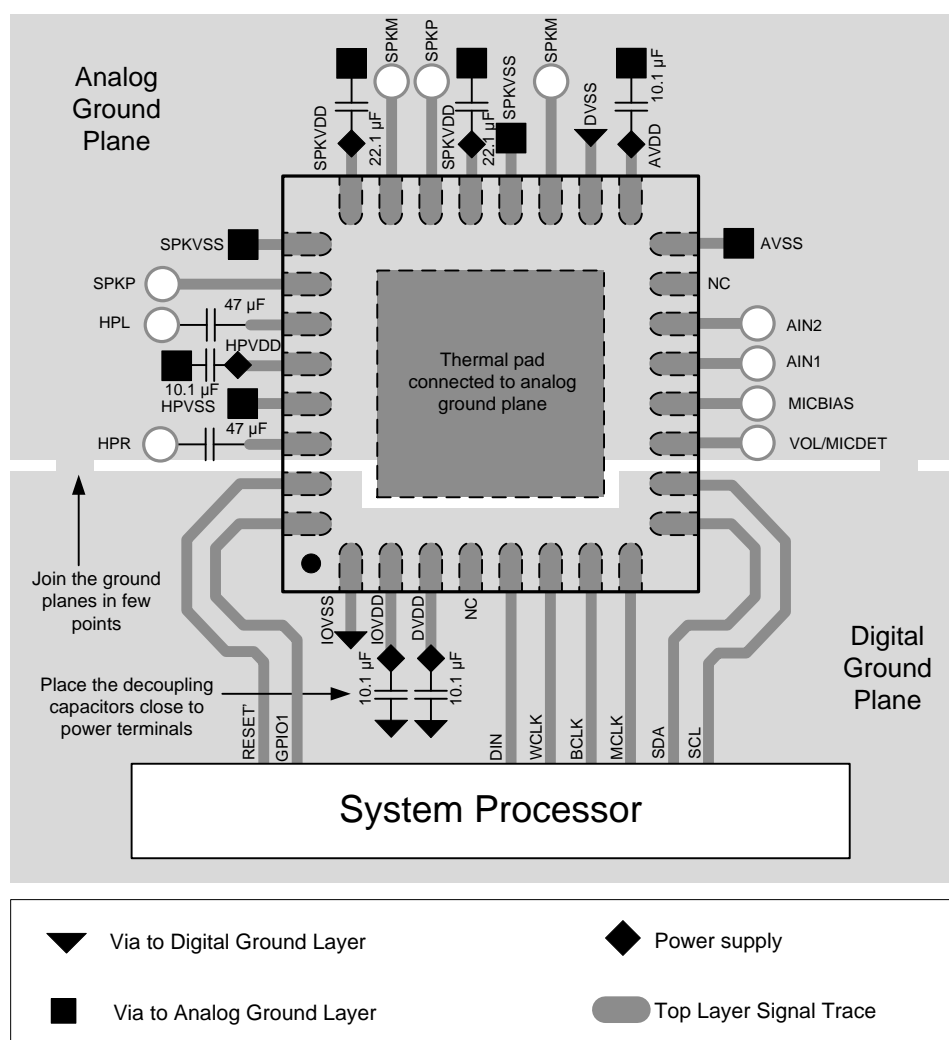 Analog
Ground
Plane
SPKVDD
22.1 µF
SPKM
SPKP
SPKVDD
22.1 µF
SPKVSS
SPKM
DVSS
AVDD
10.1 µF
SPKVSS
AVSS
SPKP
NC
HPL
47 µF
AIN2
HPVDD
10.1 µF
AIN1
HPVSS
MICBIAS
HPR
47 µF
VOL/MICDET
Thermal pad
connected to analog
ground plane
Join the ground
planes in few
points
IOVSS
IOVDD
DVDD
NC
10.1 µF
10.1 µF
Digital
Ground
Plane
Place the decoupling
capacitors close to
power terminals
RESET'
GPIO1
DIN
WCLK
BCLK
MCLK
SDA
SCL
System Processor
Via to Digital Ground Layer
Power supply
Via to Analog Ground Layer
Top Layer Signal Trace